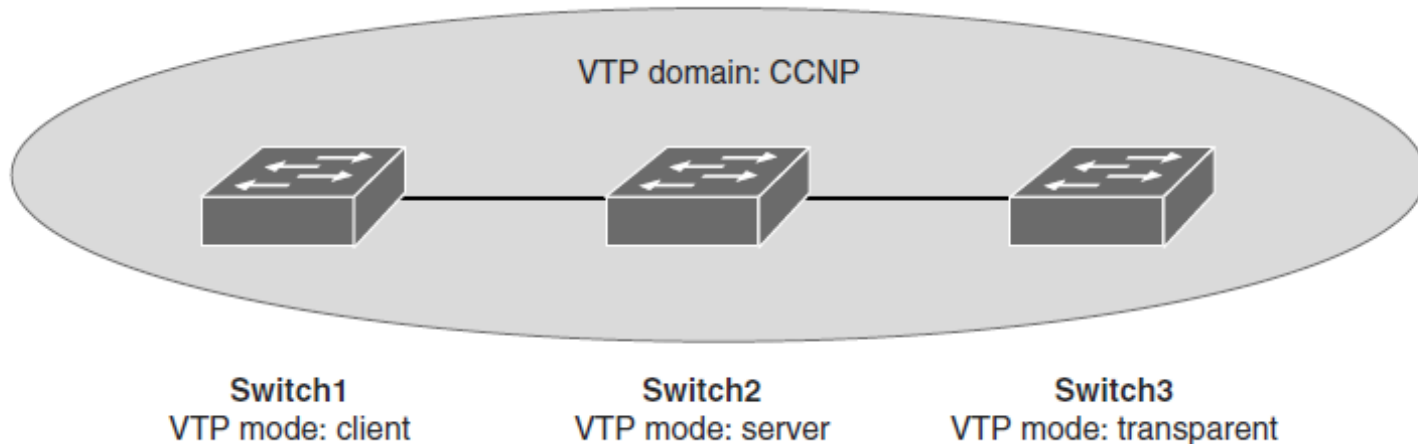 VTP domain: CCNP
Switch1
VTP mode: client
Switch2
VTP mode: server
Switch3
VTP mode: transparent